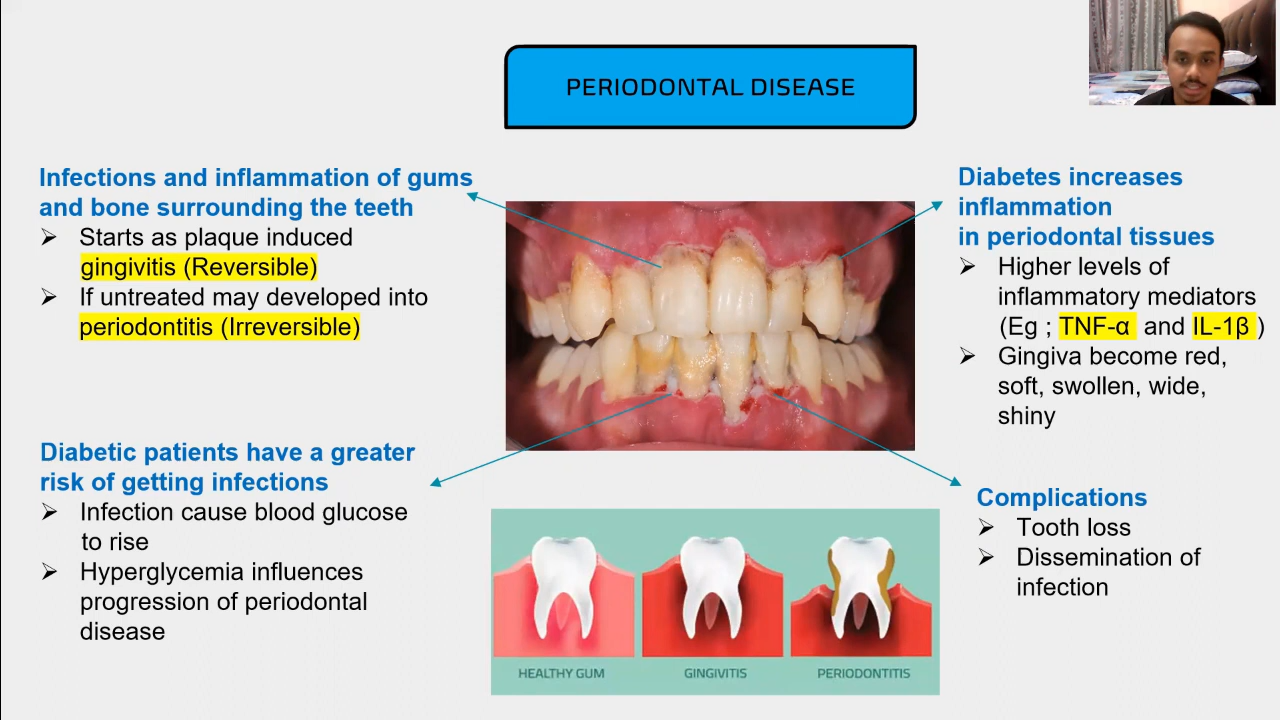 PERIODONTAL DISEASE
Infections and inflammation of gums
and bone surrounding the teeth
➢ Starts as plaque induced
gingivitis (Reversible)
➢ If untreated may developed into
periodontitis (Irreversible)
Diabetes increases
inflammation
in periodontal tissues
➢ Higher levels of
inflammatory mediators
(Eg ; TNF-α and IL-1β )
➢ Gingiva become red,
soft, swollen, wide,
shiny
Diabetic patients have a greater
risk of getting infections
➢ Infection cause blood glucose
to rise
➢ Hyperglycemia influences
progression of periodontal
disease
Complications
➢ Tooth loss
➢ Dissemination of
infection
HEALTHY GUM
GINGIVITIS
PERIODONTITIS